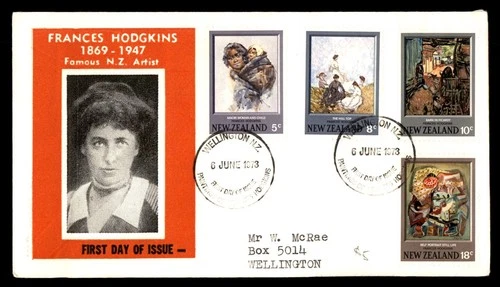 FRANCES HODGKINS
1869 - 1947
Famous N.Z. Artist
FIRST DAY OF ISSUE —
NEW ZEALAND 5c
NEW ZEALAND 8c
NEW ZEALAND 10c
NEW ZEALAND 18c
WELLINGTON N.Z.
6 JUNE 1973
WELLINGTON N.Z.
6 JUNE 1973
Mr W. McRae
Box 5014
WELLINGTON